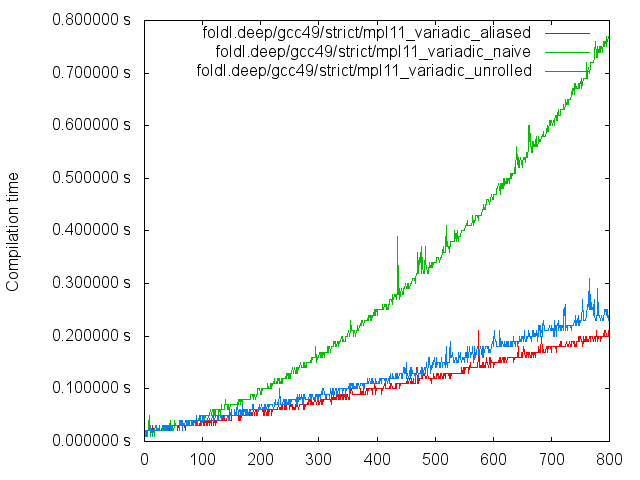 foldl.deep/gcc49/strict/mpl11_variadic_aliased
foldl.deep/gcc49/strict/mpl11_variadic_naive
foldl.deep/gcc49/strict/mpl11_variadic_unrolled
Compilation time
0.800000 s
0.700000 s
0.600000 s
0.500000 s
0.400000 s
0.300000 s
0.200000 s
0.100000 s
0.000000 s
0 100 200 300 400 500 600 700 800